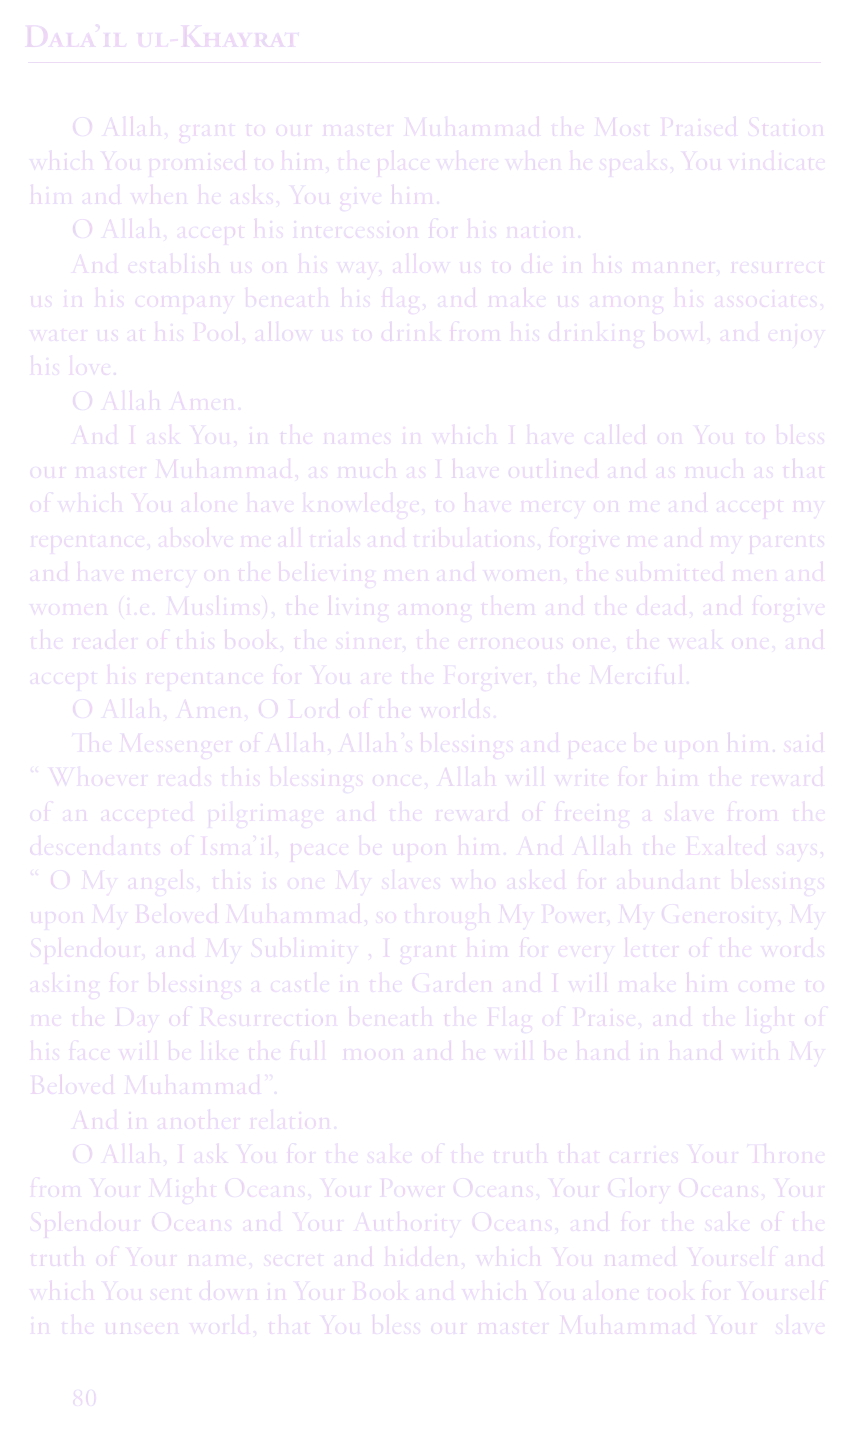 Dala’il ul-Khayrat
O Allah, grant to our master Muhammad the Most Praised Station
which You promised to him, the place where when he speaks, You vindicate
him and when he asks, You give him.
O Allah, accept his intercession for his nation.
And establish us on his way, allow us to die in his manner, resurrect
us in his company beneath his flag, and make us among his associates,
water us at his Pool, allow us to drink from his drinking bowl, and enjoy
his love.
O Allah Amen.
And I ask You, in the names in which I have called on You to bless
our master Muhammad, as much as I have outlined and as much as that
of which You alone have knowledge, to have mercy on me and accept my
repentance, absolve me all trials and tribulations, forgive me and my parents
and have mercy on the believing men and women, the submitted men and
women (i.e. Muslims), the living among them and the dead, and forgive
the reader of this book, the sinner, the erroneous one, the weak one, and
accept his repentance for You are the Forgiver, the Merciful.
O Allah, Amen, O Lord of the worlds.
The Messenger of Allah, Allah’s blessings and peace be upon him. said
“ Whoever reads this blessings once, Allah will write for him the reward
of an accepted pilgrimage and the reward of freeing a slave from the
descendants of Isma’il, peace be upon him. And Allah the Exalted says,
“ O My angels, this is one My slaves who asked for abundant blessings
upon My Beloved Muhammad, so through My Power, My Generosity, My
Splendour, and My Sublimity , I grant him for every letter of the words
asking for blessings a castle in the Garden and I will make him come to
me the Day of Resurrection beneath the Flag of Praise, and the light of
his face will be like the full  moon and he will be hand in hand with My
Beloved Muhammad”.
And in another relation.
O Allah, I ask You for the sake of the truth that carries Your Throne
from Your Might Oceans, Your Power Oceans, Your Glory Oceans, Your
Splendour Oceans and Your Authority Oceans, and for the sake of the
truth of Your name, secret and hidden, which You named Yourself and
which You sent down in Your Book and which You alone took for Yourself
in the unseen world, that You bless our master Muhammad Your  slave
80